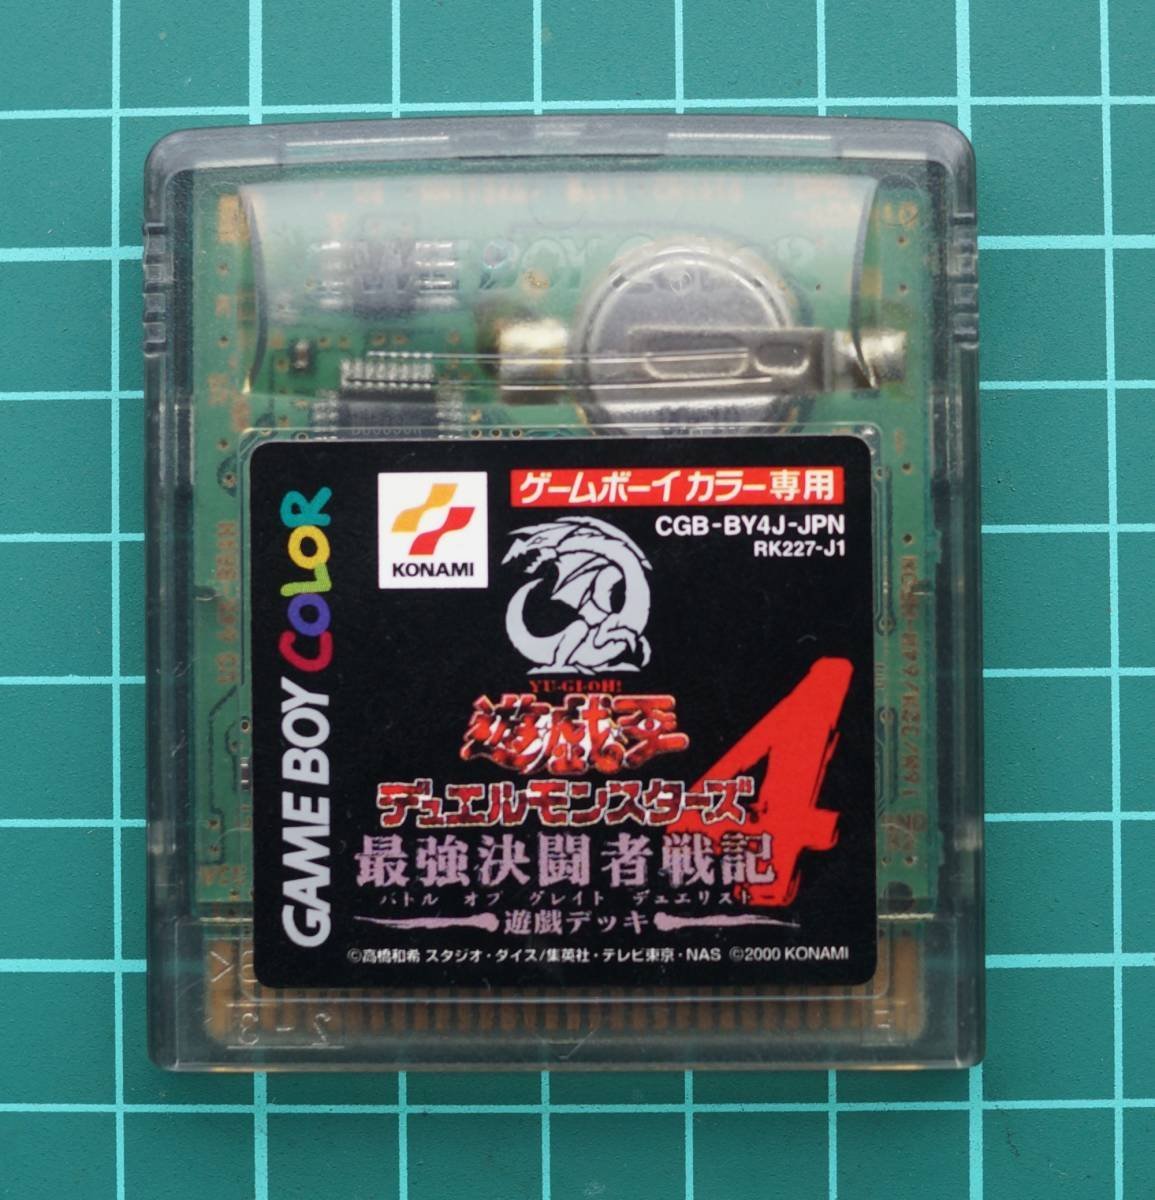 GAME BOY COLOR
GAME BOY COLOR
KONAMI
ゲームボーイカラー専用
CGB-BY4J-JPN
RK227-J1
YU-GI-OH!
遊戯王
デュエルモンスターズ
4
最強決闘者戦記
バトル オブ グレイト デュエリスト
遊戯デッキ
©高橋和希 スタジオ・ダイス/集英社・テレビ東京・NAS ©2000 KONAMI